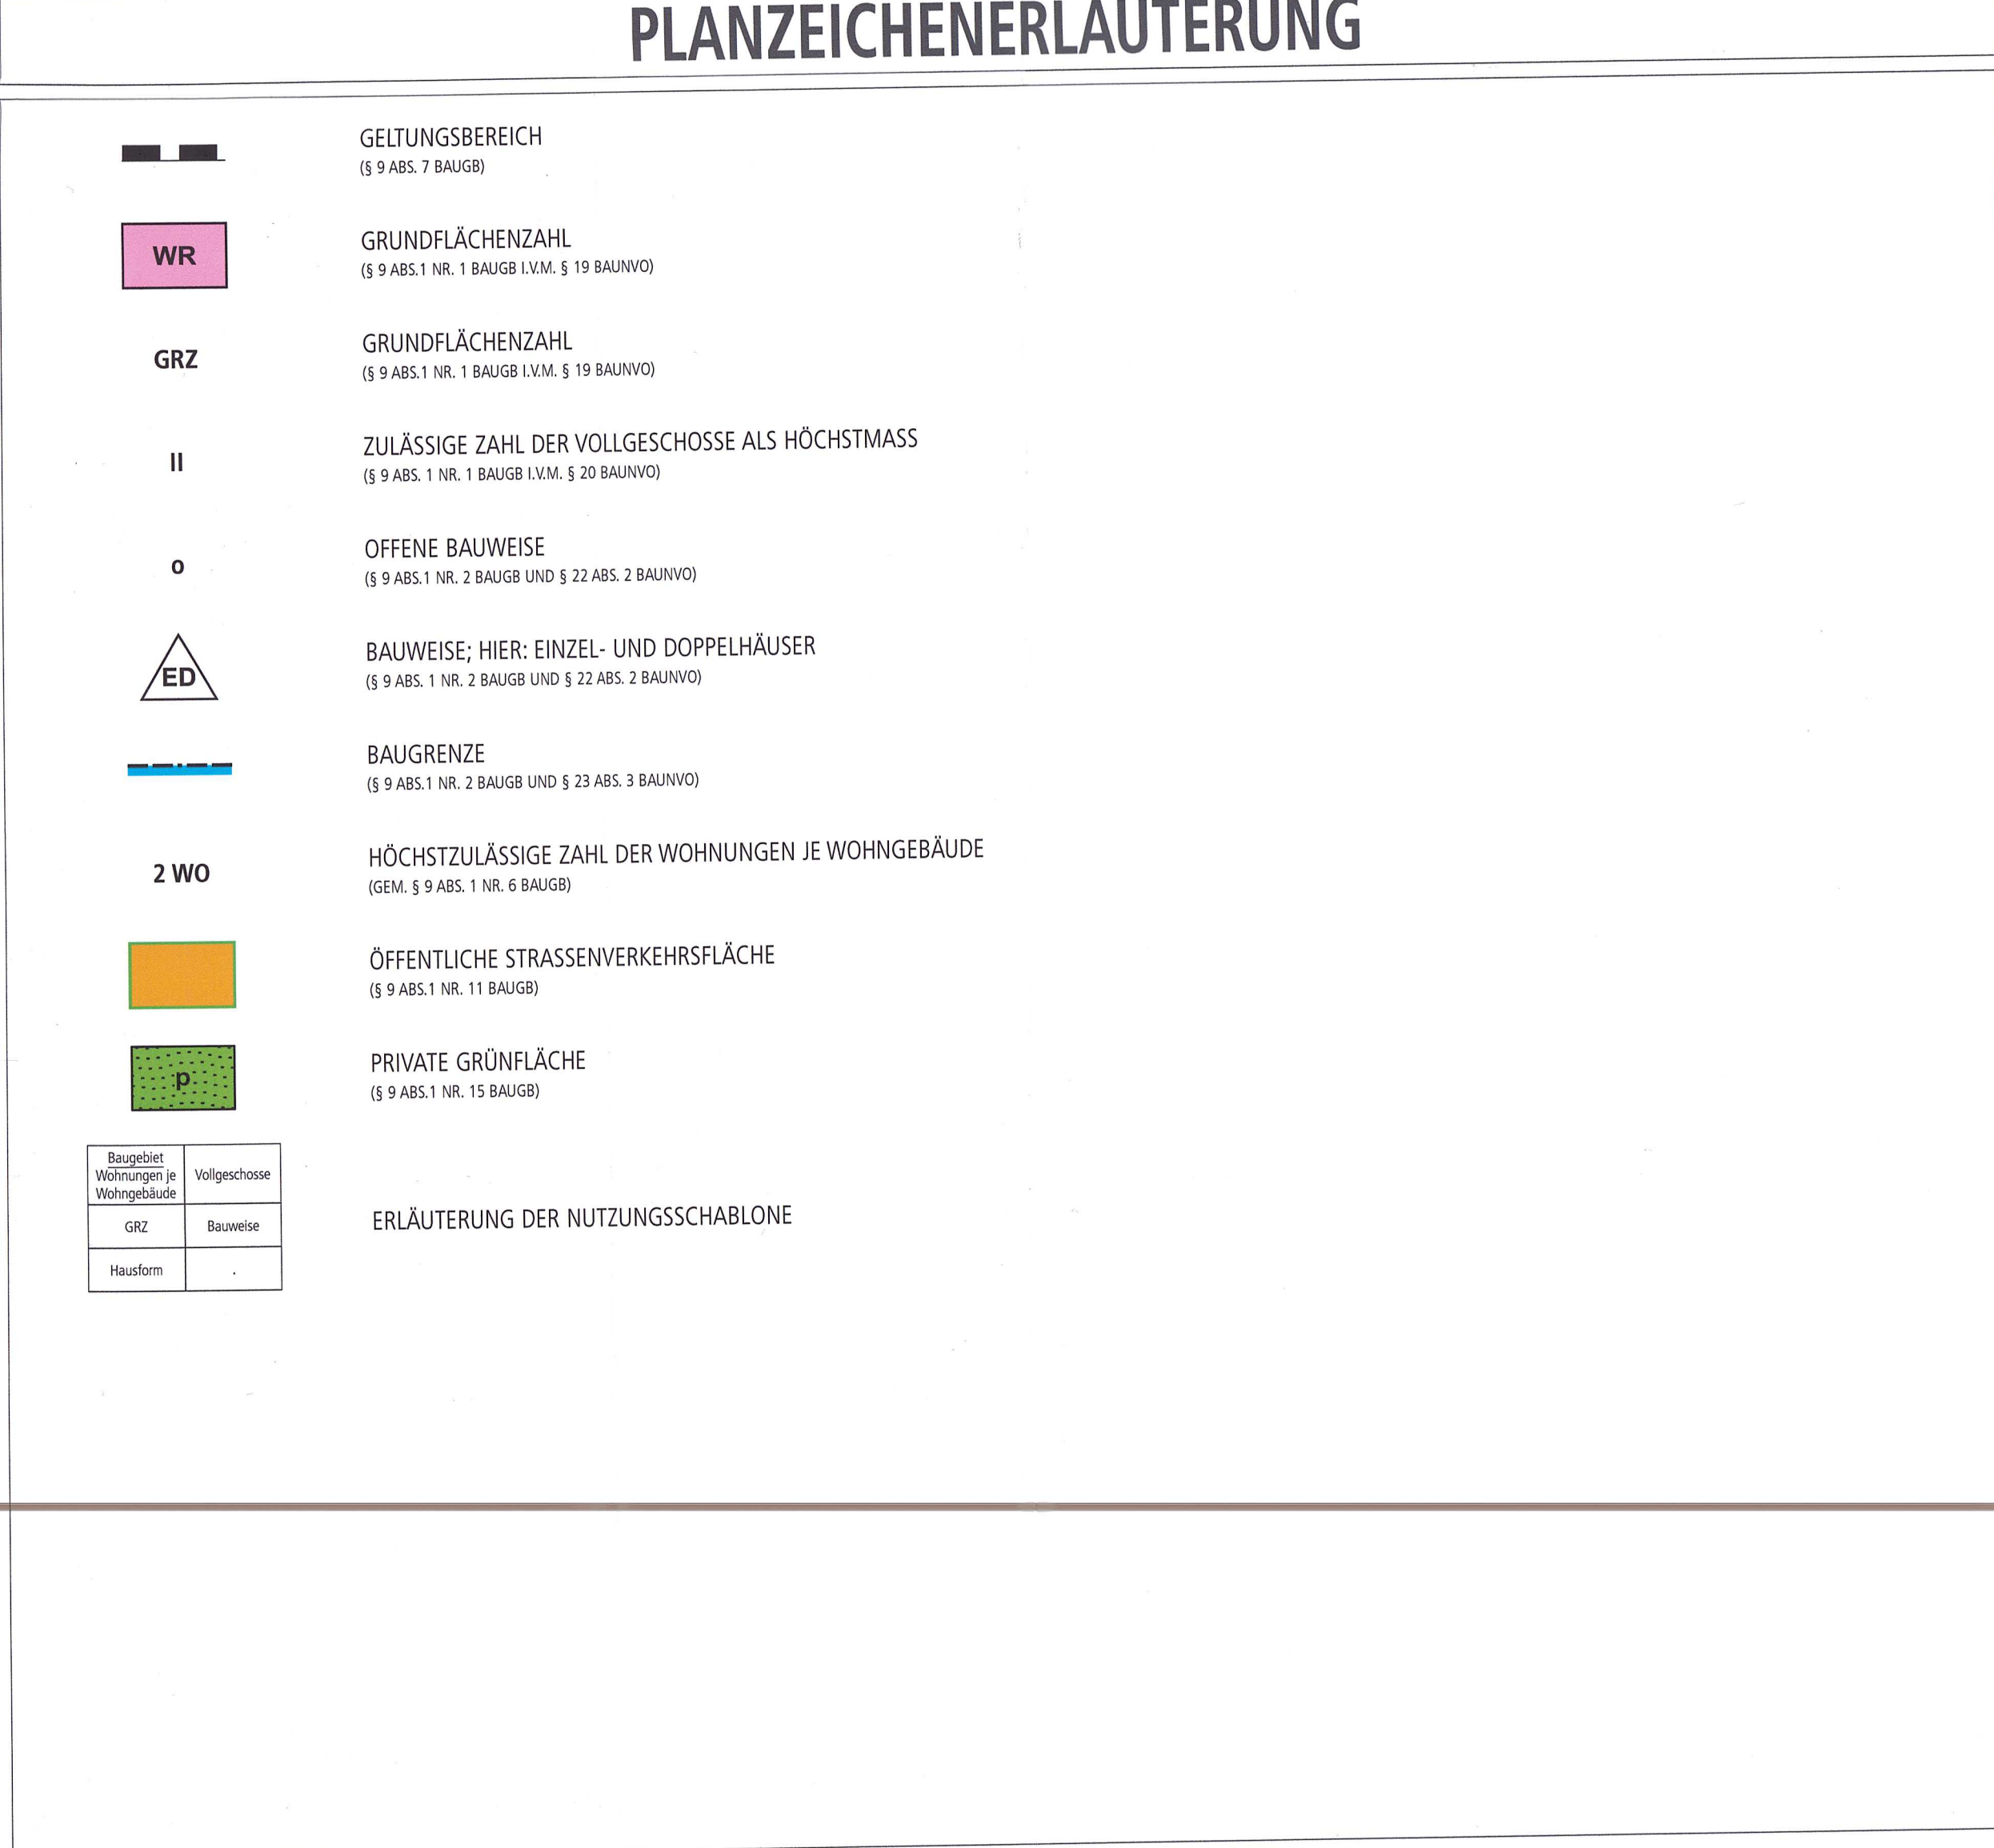 PLANZEICHENERLÄUTERUNG
GELTUNGSBEREICH
(§ 9 ABS. 7 BAUGB)
WR
GRUNDFLÄCHENZAHL
(§ 9 ABS.1 NR. 1 BAUGB I.V.M. § 19 BAUNVO)
GRZ
GRUNDFLÄCHENZAHL
(§ 9 ABS.1 NR. 1 BAUGB I.V.M. § 19 BAUNVO)
II
ZULÄSSIGE ZAHL DER VOLLGESCHOSSE ALS HÖCHSTMASS
(§ 9 ABS. 1 NR. 1 BAUGB I.V.M. § 20 BAUNVO)
o
OFFENE BAUWEISE
(§ 9 ABS.1 NR. 2 BAUGB UND § 22 ABS. 2 BAUNVO)
ED
BAUWEISE; HIER: EINZEL- UND DOPPELHÄUSER
(§ 9 ABS. 1 NR. 2 BAUGB UND § 22 ABS. 2 BAUNVO)
BAUGRENZE
(§ 9 ABS.1 NR. 2 BAUGB UND § 23 ABS. 3 BAUNVO)
2 WO
HÖCHSTZULÄSSIGE ZAHL DER WOHNUNGEN JE WOHNGEBÄUDE
(GEM. § 9 ABS. 1 NR. 6 BAUGB)
ÖFFENTLICHE STRASSENVERKEHRSFLÄCHE
(§ 9 ABS.1 NR. 11 BAUGB)
p
PRIVATE GRÜNFLÄCHE
(§ 9 ABS.1 NR. 15 BAUGB)
Baugebiet
Wohnungen je
Wohngebäude
Vollgeschosse
GRZ
Bauweise
Hausform
ERLÄUTERUNG DER NUTZUNGSSCHABLONE